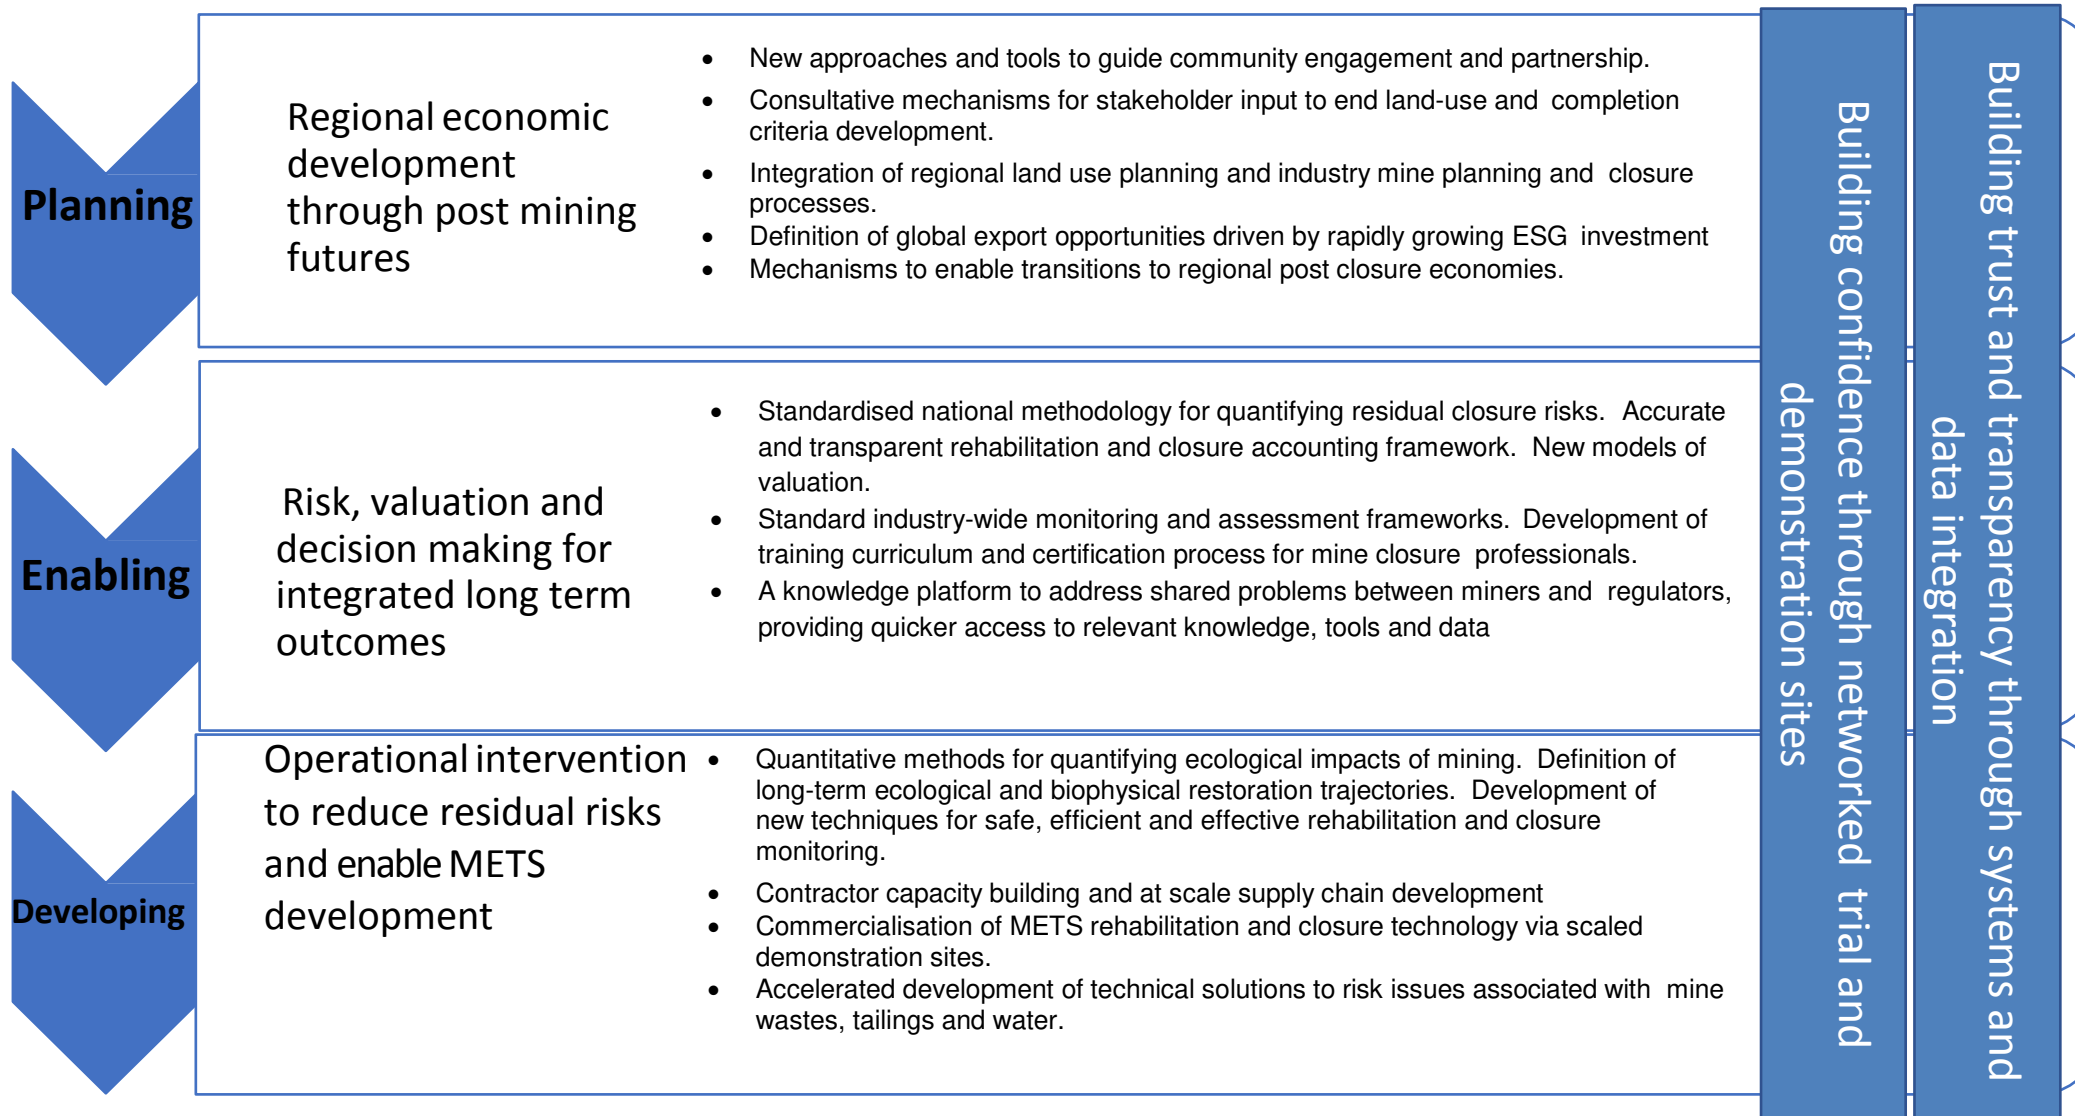 Planning
Regional economic
development
through post mining
futures
• New approaches and tools to guide community engagement and partnership.
• Consultative mechanisms for stakeholder input to end land-use and completion
criteria development.
• Integration of regional land use planning and industry mine planning and closure
processes.
• Definition of global export opportunities driven by rapidly growing ESG investment
• Mechanisms to enable transitions to regional post closure economies.
Enabling
Risk, valuation and
decision making for
integrated long term
outcomes
• Standardised national methodology for quantifying residual closure risks. Accurate
and transparent rehabilitation and closure accounting framework. New models of
valuation.
• Standard industry-wide monitoring and assessment frameworks. Development of
training curriculum and certification process for mine closure professionals.
• A knowledge platform to address shared problems between miners and regulators,
providing quicker access to relevant knowledge, tools and data
Developing
Operational intervention
to reduce residual risks
and enable METS
development
• Quantitative methods for quantifying ecological impacts of mining. Definition of
long-term ecological and biophysical restoration trajectories. Development of
new techniques for safe, efficient and effective rehabilitation and closure
monitoring.
• Contractor capacity building and at scale supply chain development
• Commercialisation of METS rehabilitation and closure technology via scaled
demonstration sites.
• Accelerated development of technical solutions to risk issues associated with mine
wastes, tailings and water.
Building confidence through networked trial and
demonstration sites
Building trust and transparency through systems and
data integration